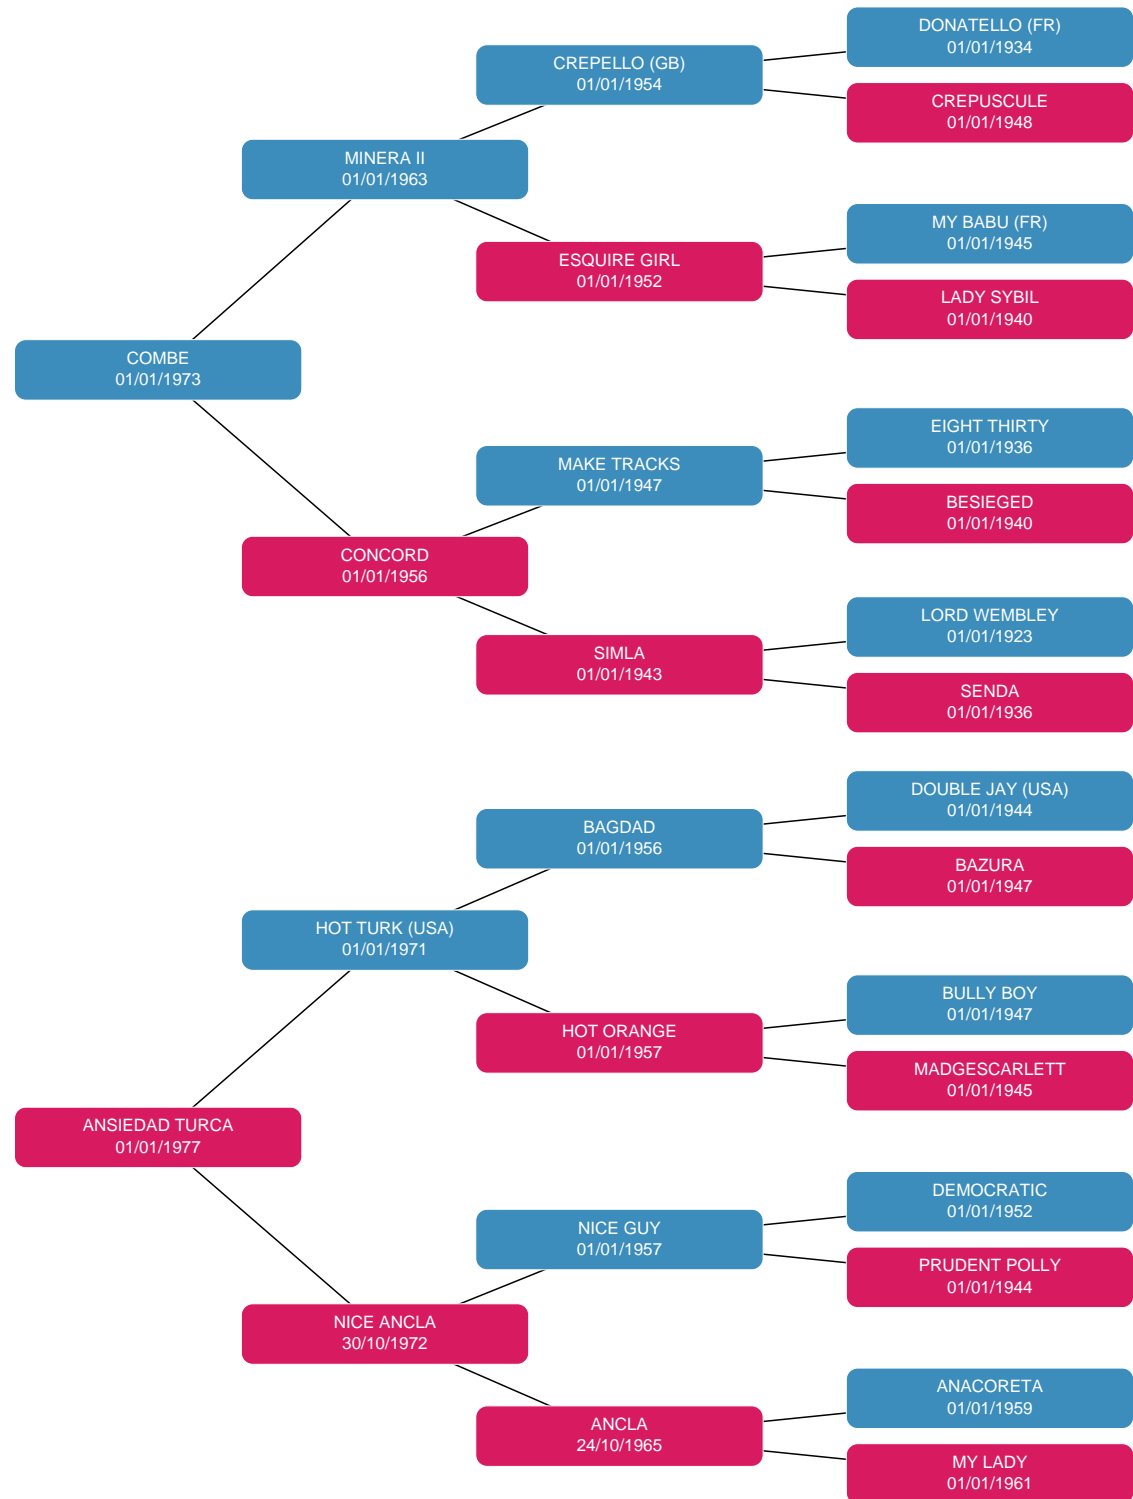 DONATELLO (FR)
01/01/1934
CREPELLO (GB)
01/01/1954
CREPUSCULE
01/01/1948
MINERA II
01/01/1963
MY BABU (FR)
01/01/1945
ESQUIRE GIRL
01/01/1952
LADY SYBIL
01/01/1940
COMBE
01/01/1973
EIGHT THIRTY
01/01/1936
MAKE TRACKS
01/01/1947
BESIEGED
01/01/1940
CONCORD
01/01/1956
LORD WEMBLEY
01/01/1923
SIMLA
01/01/1943
SENDA
01/01/1936
DOUBLE JAY (USA)
01/01/1944
BAGDAD
01/01/1956
BAZURA
01/01/1947
HOT TURK (USA)
01/01/1971
BULLY BOY
01/01/1947
HOT ORANGE
01/01/1957
MADGESCARLETT
01/01/1945
ANSIEDAD TURCA
01/01/1977
DEMOCRATIC
01/01/1952
NICE GUY
01/01/1957
PRUDENT POLLY
01/01/1944
NICE ANCLA
30/10/1972
ANACORETA
01/01/1959
ANCLA
24/10/1965
MY LADY
01/01/1961